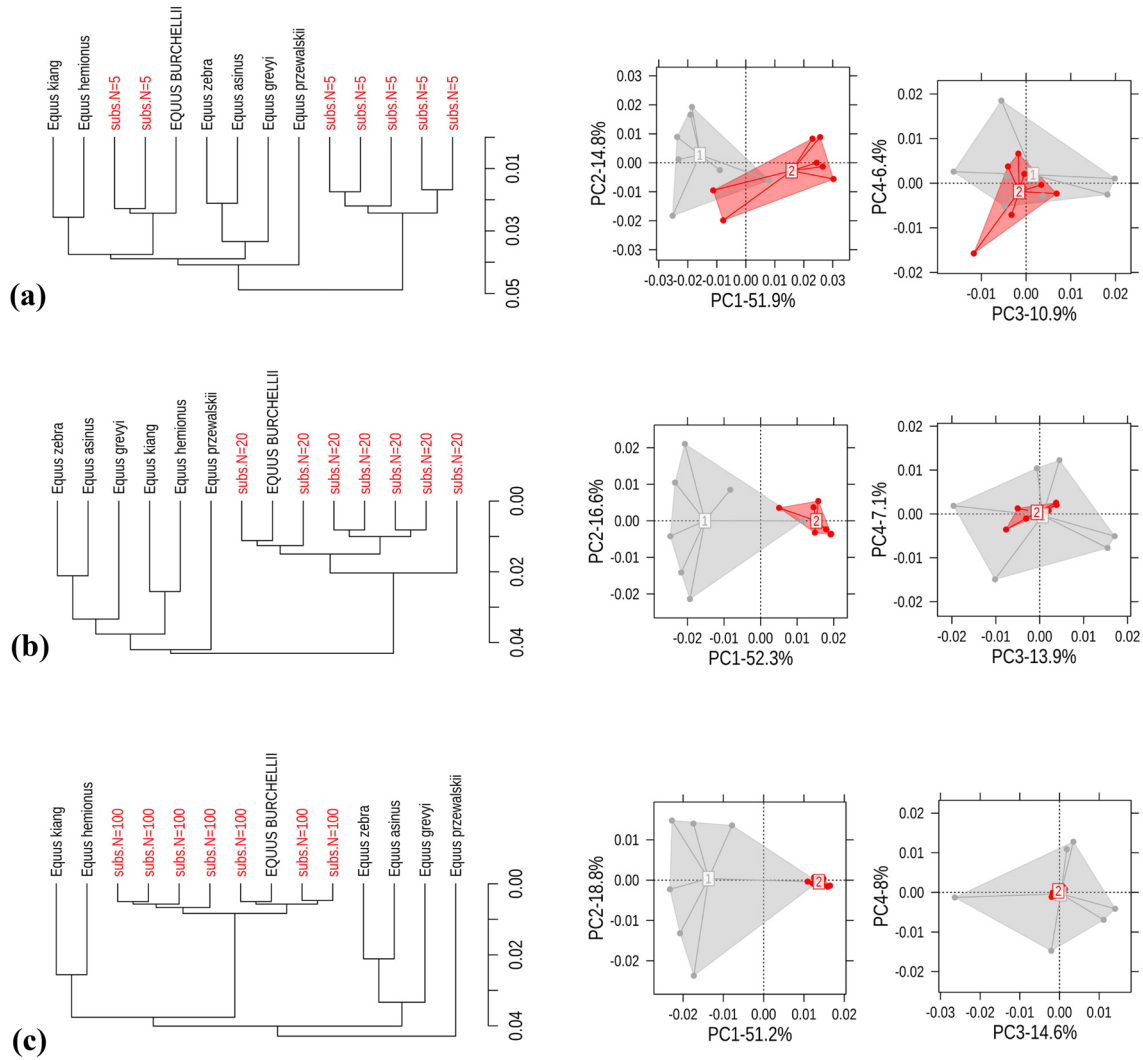 Equus kiang
Equus hemionus
subs.N=5
subs.N=5
EQUUS BURCHELLII
Equus zebra
Equus asinus
Equus grevyi
Equus przewalskii
subs.N=5
subs.N=5
subs.N=5
subs.N=5
subs.N=5
0.01
0.03
0.05
(a)
PC2-14.8%
0.03
0.02
0.01
0.00
-0.01
-0.02
-0.03
-0.03
-0.02
-0.01
0.00
0.01
0.02
0.03
1
2
PC1-51.9%
PC4-6.4%
0.02
0.01
0.00
-0.01
-0.02
-0.01
0.00
0.01
0.02
1
2
PC3-10.9%
Equus zebra
Equus asinus
Equus grevyi
Equus kiang
Equus hemionus
Equus przewalskii
subs.N=20
EQUUS BURCHELLII
subs.N=20
subs.N=20
subs.N=20
subs.N=20
subs.N=20
subs.N=20
0.00
0.02
0.04
(b)
PC2-16.6%
0.02
0.01
0.00
-0.01
-0.02
-0.02
-0.01
0.00
0.01
0.02
1
2
PC1-52.3%
PC4-7.1%
0.02
0.01
0.00
-0.01
-0.02
-0.02
-0.01
0.00
0.01
0.02
2
PC3-13.9%
Equus kiang
Equus hemionus
subs.N=100
subs.N=100
subs.N=100
subs.N=100
subs.N=100
EQUUS BURCHELLII
subs.N=100
subs.N=100
Equus zebra
Equus asinus
Equus grevyi
Equus przewalskii
0.00
0.02
0.04
(c)
PC2-18.8%
0.01
0.00
-0.01
-0.02
-0.02
-0.01
0.00
0.01
0.02
1
2
PC1-51.2%
PC4-8%
0.02
0.01
0.00
-0.01
-0.02
-0.03
-0.02
-0.01
0.00
0.01
2
PC3-14.6%